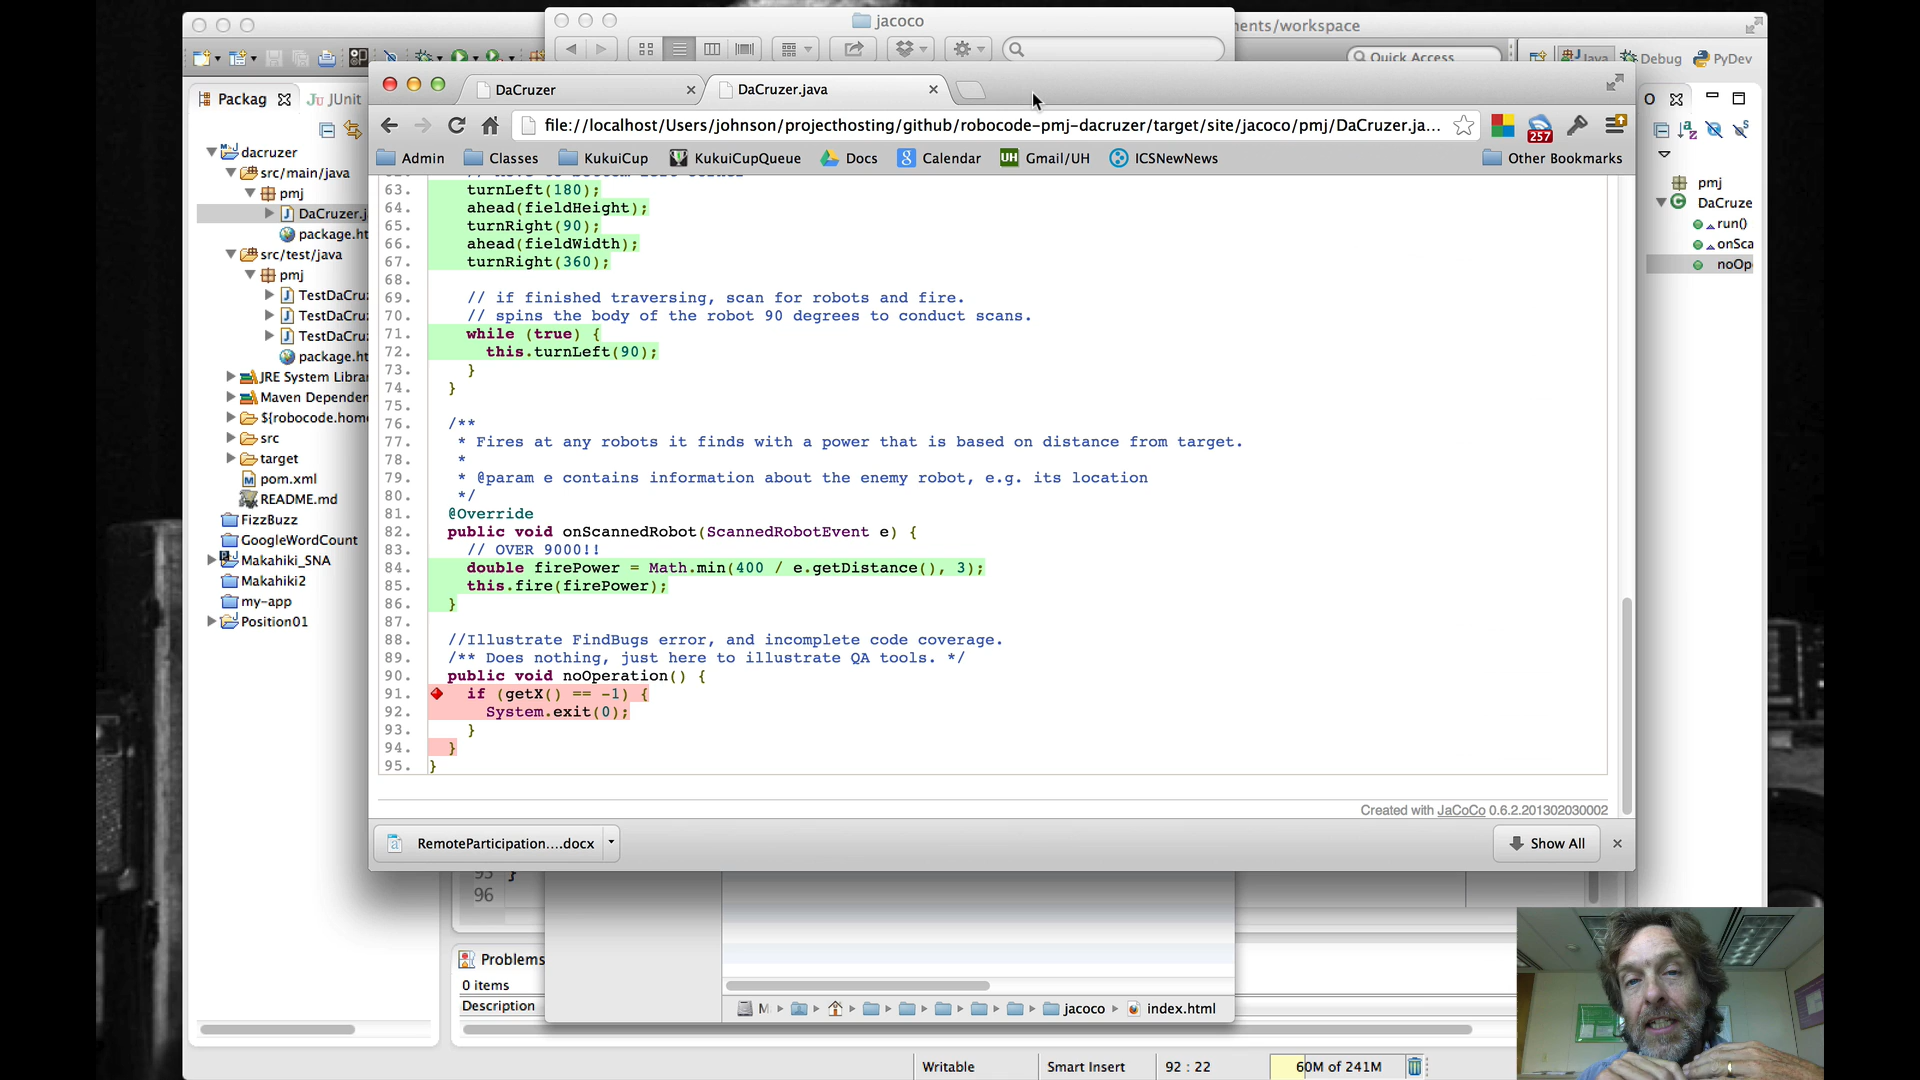 jacoco
ents/workspace
Quick Access
Java
Debug
PyDev
Packag
JUnit
DaCruzer
DaCruzer.java
file://localhost/Users/johnson/projecthosting/github/robocode-pmj-dacruzer/target/site/jacoco/pmj/DaCruzer.ja...
257
Admin
Classes
KukuiCup
KukuiCupQueue
Docs
Calendar
Gmail/UH
ICSNewNews
Other Bookmarks
dacruzer
src/main/java
pmj
DaCruzer.j
package.ht
src/test/java
pmj
TestDaCru
TestDaCru
TestDaCru
package.ht
JRE System Libra
Maven Dependen
${robocode.hom
src
target
pom.xml
README.md
FizzBuzz
GoogleWordCount
Makahiki_SNA
Makahiki2
my-app
Position01
63. turnLeft(180);
64. ahead(fieldHeight);
65. turnRight(90);
66. ahead(fieldWidth);
67. turnRight(360);
68.
69. // if finished traversing, scan for robots and fire.
70. // spins the body of the robot 90 degrees to conduct scans.
71. while (true) {
72. this.turnLeft(90);
73. }
74. }
75.
76. /**
77. * Fires at any robots it finds with a power that is based on distance from target.
78. *
79. * @param e contains information about the enemy robot, e.g. its location
80. */
81. @Override
82. public void onScannedRobot(ScannedRobotEvent e) {
83. // OVER 9000!!
84. double firePower = Math.min(400 / e.getDistance(), 3);
85. this.fire(firePower);
86. }
87.
88. //Illustrate FindBugs error, and incomplete code coverage.
89. /** Does nothing, just here to illustrate QA tools. */
90. public void noOperation() {
91. if (getX() == -1) {
92. System.exit(0);
93. }
94. }
95. }
Created with JaCoCo 0.6.2.201302030002
RemoteParticipation....docx
Show All
pmj
DaCruze
run()
onSca
noOp
95 }
96
Problems
0 items
Description
M
jacoco
index.html
Writable
Smart Insert
92 : 22
60M of 241M